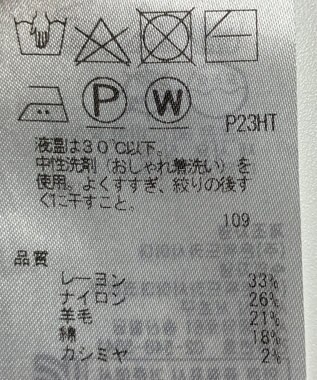 P
W
P23HT
液温は30℃以下。
中性洗剤（おしゃれ着洗い）を
使用。よくすすぎ、絞りの後す
ぐに干すこと。
109
品質
レーヨン 33%
ナイロン 26%
羊毛 21%
綿 18%
カシミヤ 2%